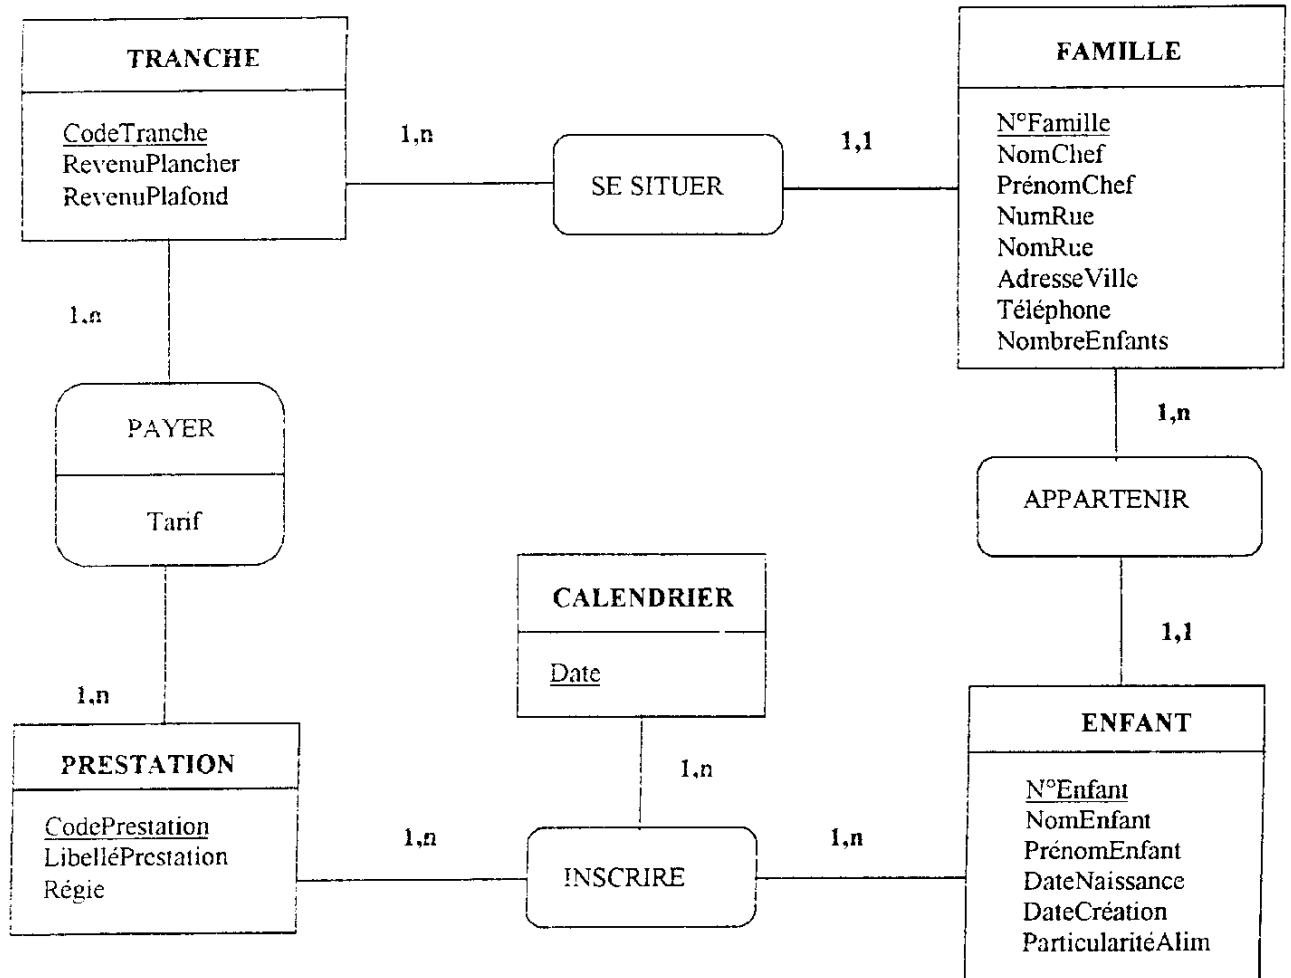 TRANCHE
CodeTranche
RevenuPlancher
RevenuPlafond
1,n
SE SITUER
1,1
FAMILLE
N°Famille
NomChef
PrénomChef
NumRue
NomRue
AdresseVille
Téléphone
NombreEnfants
1,n
PAYER
Tarif
1,n
1,n
APPARTENIR
1,1
CALENDRIER
Date
1,n
PRESTATION
CodePrestation
LibelléPrestation
Régie
1,n
INSCRIRE
1,n
ENFANT
N°Enfant
NomEnfant
PrénomEnfant
DateNaissance
DateCréation
ParticularitéAlim